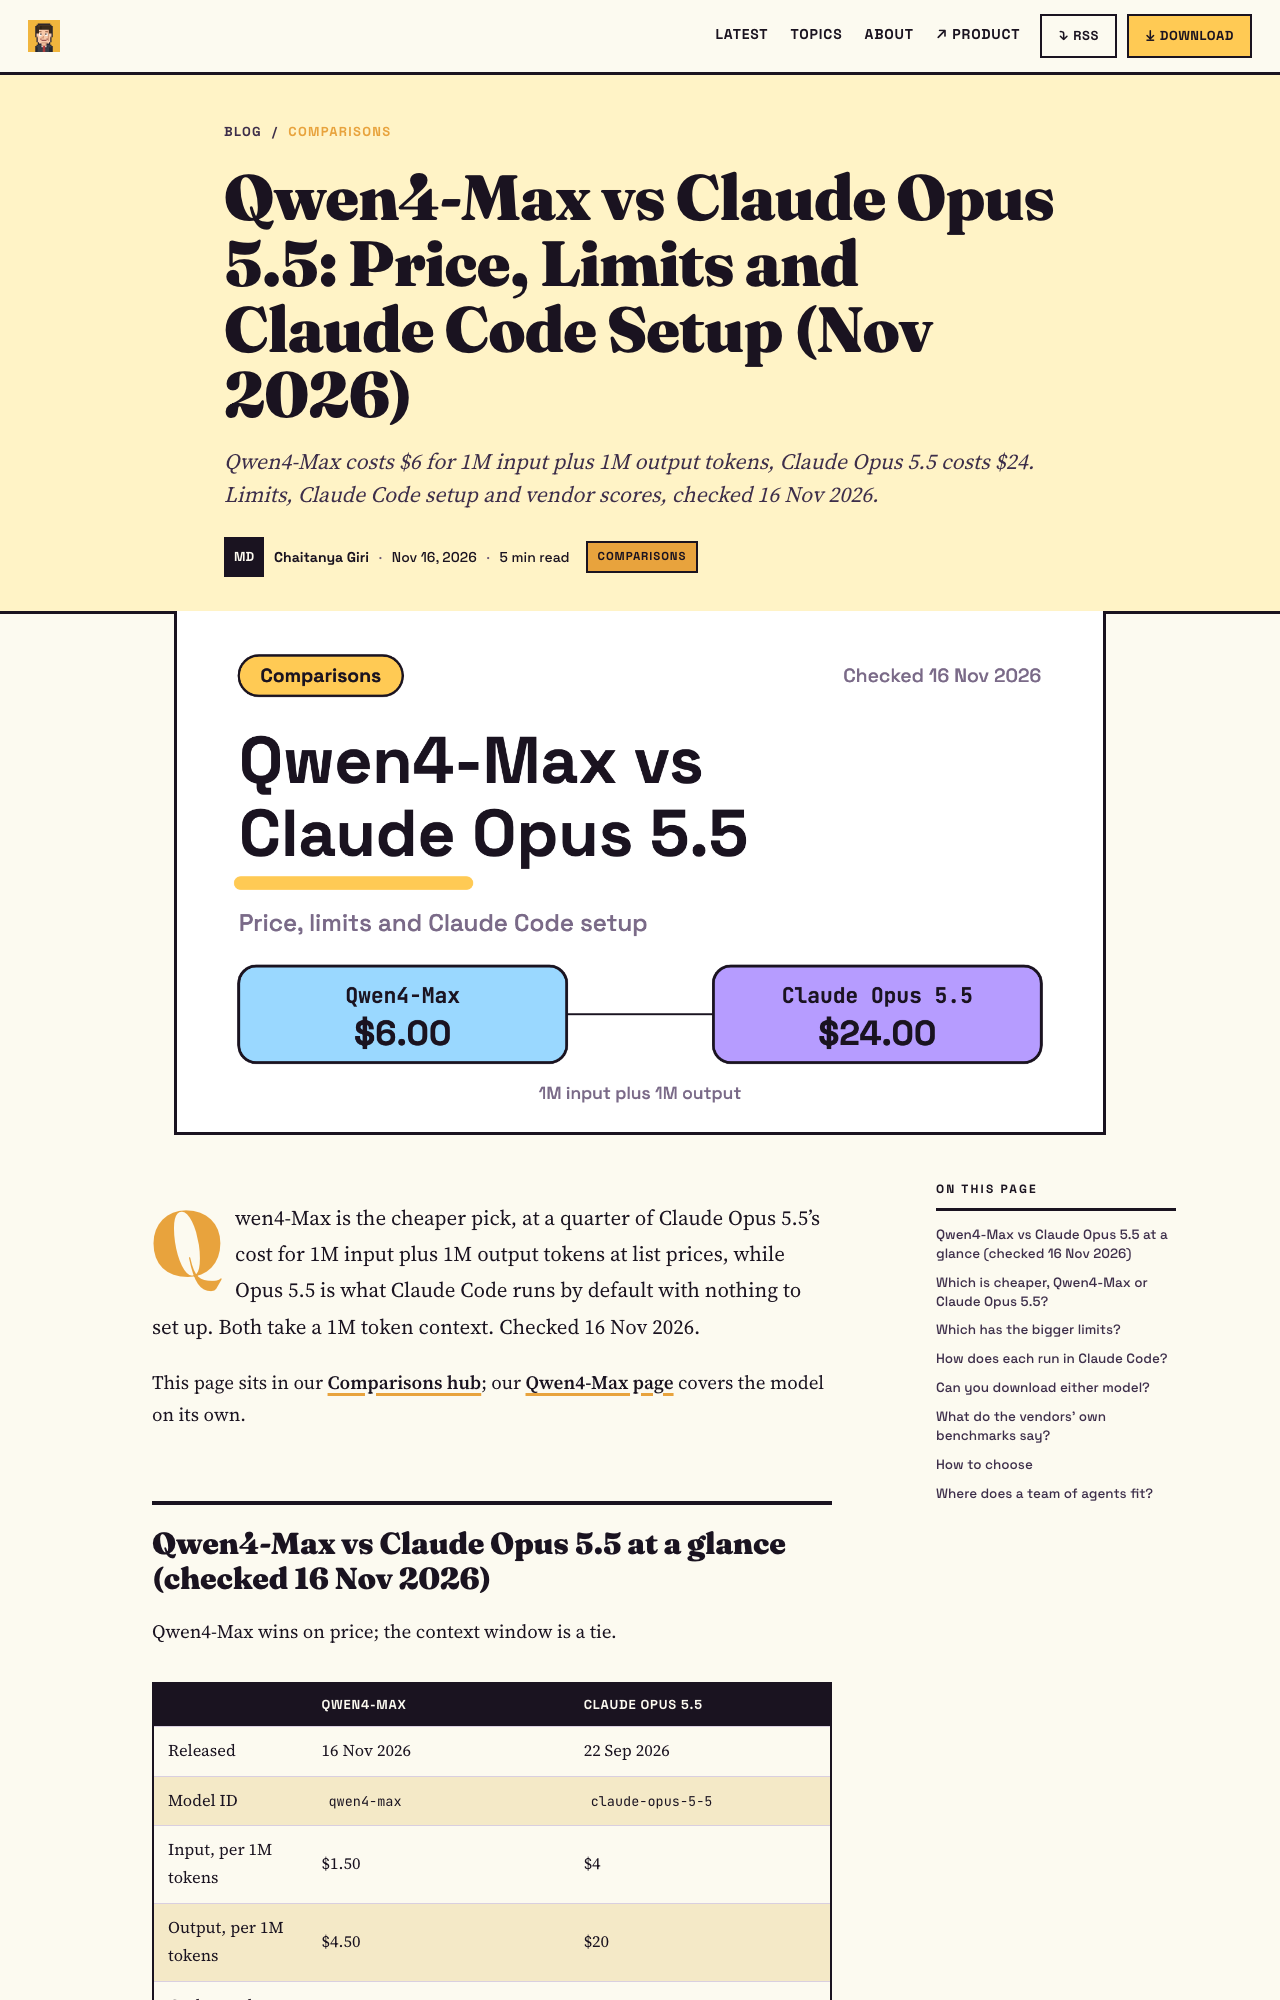 LATEST TOPICS ABOUT ↗ PRODUCT ⤵ RSS ⤓ DOWNLOAD
BLOG / COMPARISONS
Qwen4-Max vs Claude Opus
5.5: Price, Limits and
Claude Code Setup (Nov
2026)
Qwen4-Max costs $6 for 1M input plus 1M output tokens, Claude Opus 5.5 costs $24.
Limits, Claude Code setup and vendor scores, checked 16 Nov 2026.
MD Chaitanya Giri · Nov 16, 2026 · 5 min read COMPARISONS
Comparisons
Checked 16 Nov 2026
Qwen4-Max vs
Claude Opus 5.5
Price, limits and Claude Code setup
Qwen4-Max
$6.00
Claude Opus 5.5
$24.00
1M input plus 1M output
Qwen4-Max is the cheaper pick, at a quarter of Claude Opus 5.5’s
cost for 1M input plus 1M output tokens at list prices, while
Opus 5.5 is what Claude Code runs by default with nothing to
set up. Both take a 1M token context. Checked 16 Nov 2026.
This page sits in our Comparisons hub; our Qwen4-Max page covers the model
on its own.
ON THIS PAGE
Qwen4-Max vs Claude Opus 5.5 at a
glance (checked 16 Nov 2026)
Which is cheaper, Qwen4-Max or
Claude Opus 5.5?
Which has the bigger limits?
How does each run in Claude Code?
Can you download either model?
What do the vendors’ own
benchmarks say?
How to choose
Where does a team of agents fit?
Qwen4-Max vs Claude Opus 5.5 at a glance
(checked 16 Nov 2026)
Qwen4-Max wins on price; the context window is a tie.
QWEN4-MAX CLAUDE OPUS 5.5
Released 16 Nov 2026 22 Sep 2026
Model ID qwen4-max claude-opus-5-5
Input, per 1M
tokens
$1.50 $4
Output, per 1M
tokens
$4.50 $20